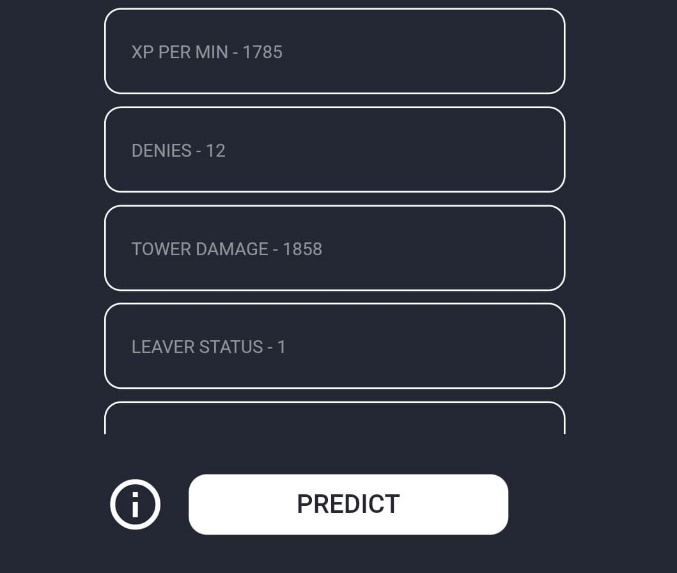 XP PER MIN - 1785
DENIES - 12
TOWER DAMAGE - 1858
LEAVER STATUS - 1
PREDICT